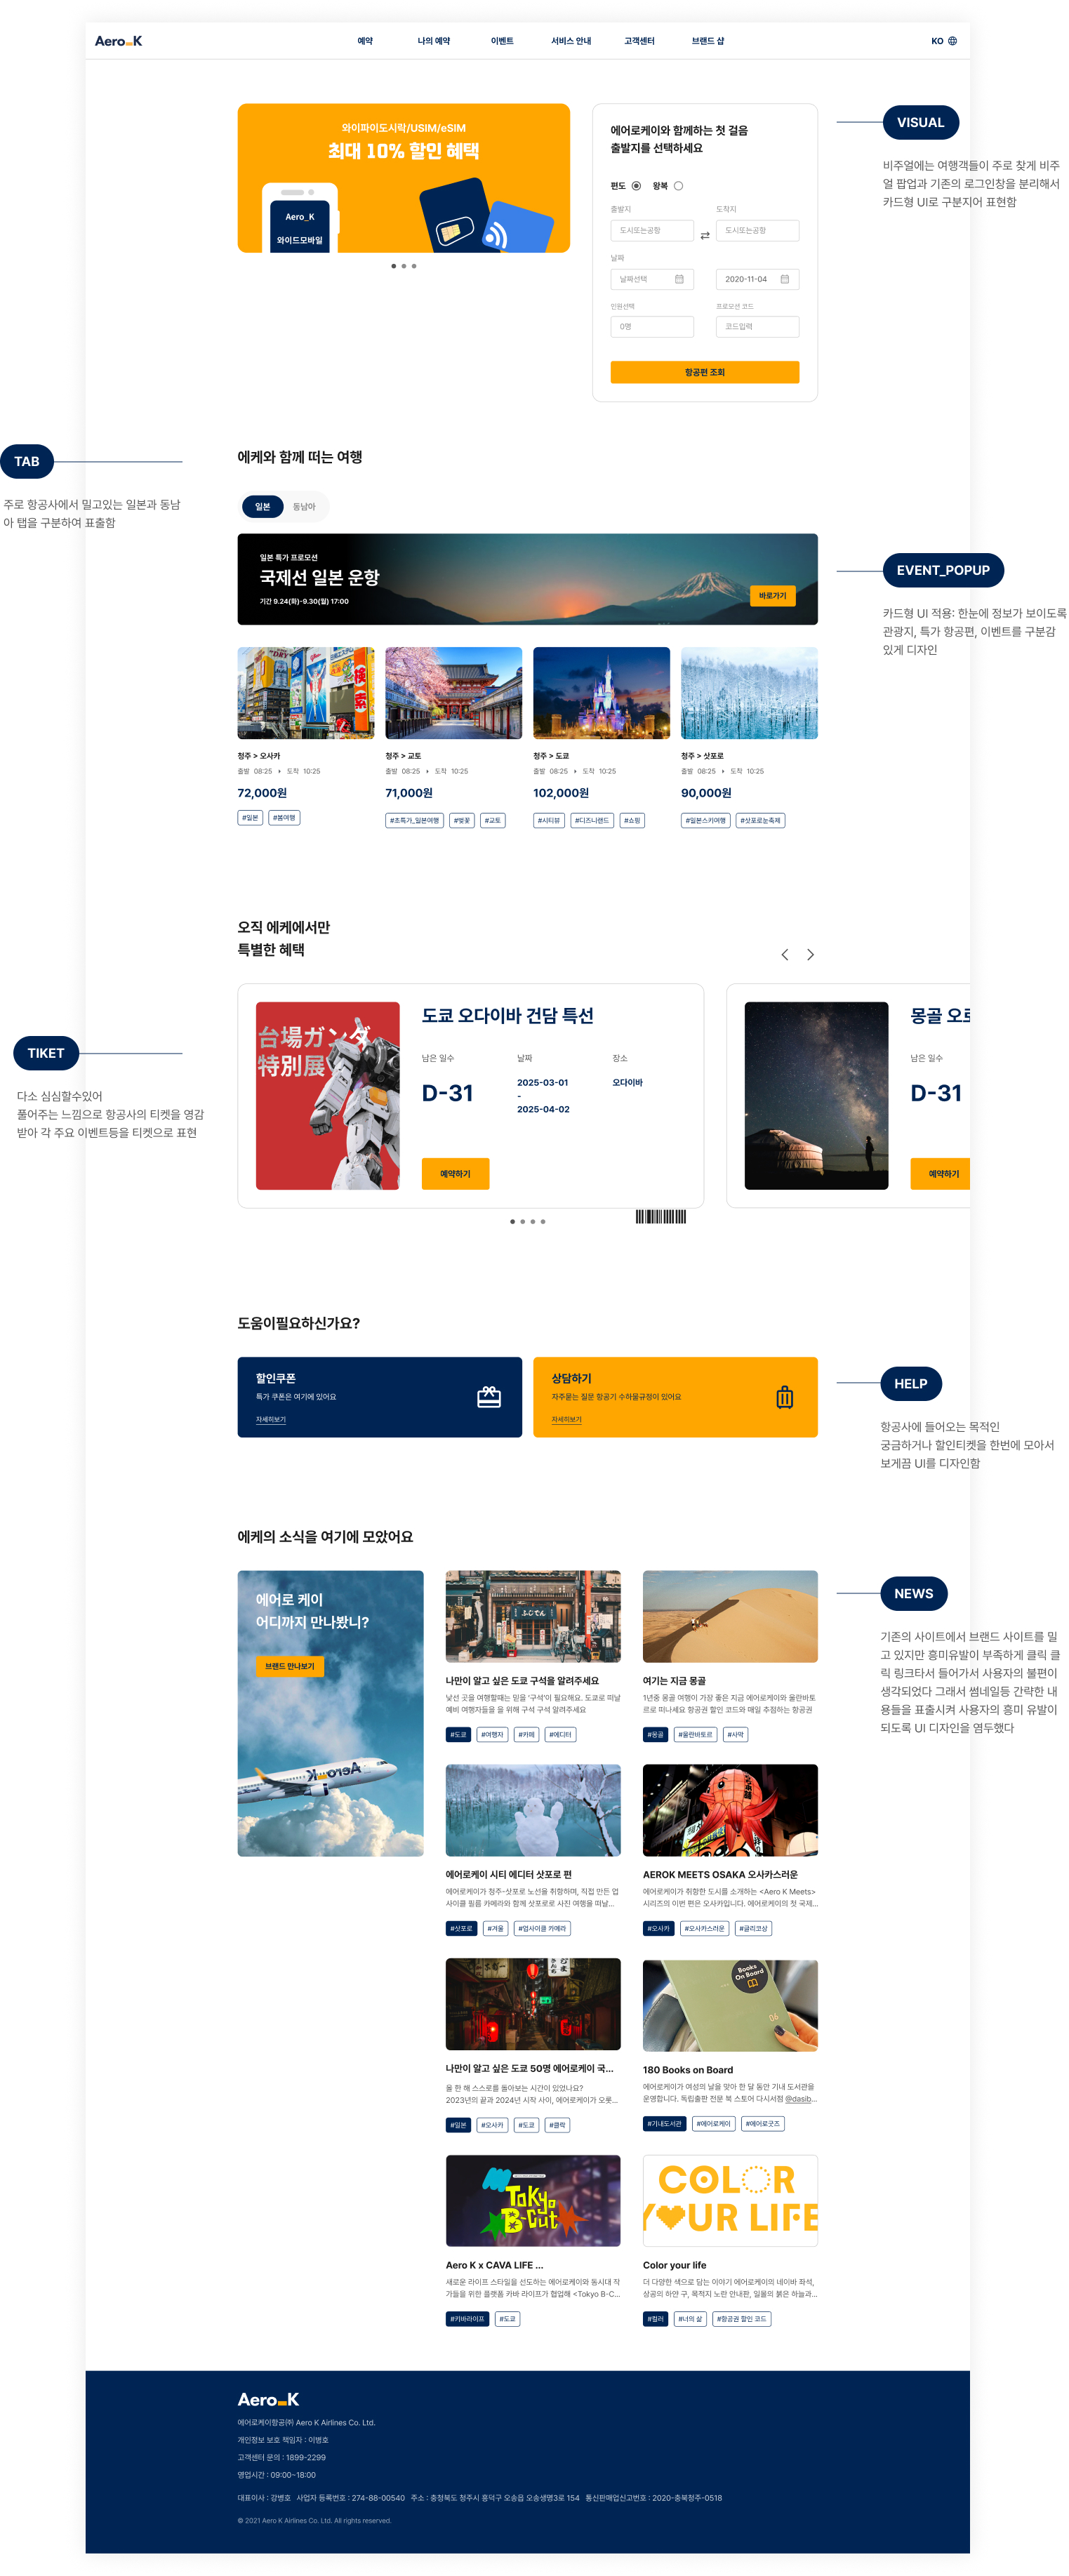 Aero_K
예약
나의 예약
이벤트
서비스 안내
고객센터
브랜드 샵
KO
와이파이도시락/USIM/eSIM
최대 10% 할인 혜택
Aero_K
와이드모바일
에어로케이와 함께하는 첫 걸음
출발지를 선택하세요
편도
왕복
출발지
도착지
도시또는공항
도시또는공항
날짜
날짜선택
2020-11-04
인원선택
프로모션 코드
0명
코드입력
항공편 조회
VISUAL
비주얼에는 여행객들이 주로 찾게 비주
얼 팝업과 기존의 로그인창을 분리해서
카드형 UI로 구분지어 표현함
TAB
주로 항공사에서 밀고있는 일본과 동남
아 탭을 구분하여 표출함
에케와 함께 떠는 여행
일본
동남아
일본 특가 프로모션
국제선 일본 운항
기간 9.24(화)-9.30(월) 17:00
바로가기
EVENT_POPUP
카드형 UI 적용: 한눈에 정보가 보이도록
관광지, 특가 항공편, 이벤트를 구분감
있게 디자인
청주 > 오사카
출발 08:25 도착 10:25
72,000원
#일본
#봄여행
청주 > 교토
출발 08:25 도착 10:25
71,000원
#초특가_일본여행
#벚꽃
#교토
청주 > 도쿄
출발 08:25 도착 10:25
102,000원
#시티뷰
#디즈니랜드
#쇼핑
청주 > 삿포로
출발 08:25 도착 10:25
90,000원
#일본스키여행
#삿포로눈축제
오직 에케에서만
특별한 혜택
TIKET
다소 심심할수있어
풀어주는 느낌으로 항공사의 티켓을 영감
받아 각 주요 이벤트등을 티켓으로 표현
台場ガンダ
特別展
도쿄 오다이바 건담 특선
남은 일수
날짜
장소
D-31
2025-03-01
-
2025-04-02
오다이바
예약하기
몽골 오로
남은 일수
D-31
예약하기
도움이필요하신가요?
할인쿠폰
특가 쿠폰은 여기에 있어요
자세히보기
상담하기
자주묻는 질문 항공기 수하물규정이 있어요
자세히보기
HELP
항공사에 들어오는 목적인
궁금하거나 할인티켓을 한번에 모아서
보게끔 UI를 디자인함
에케의 소식을 여기에 모았어요
에어로 케이
어디까지 만나봤니?
브랜드 만나보기
Aero_K
NEWS
기존의 사이트에서 브랜드 사이트를 밀
고 있지만 흥미유발이 부족하게 클릭 클
릭 링크타서 들어가서 사용자의 불편이
생각되었다 그래서 썸네일등 간략한 내
용들을 표출시켜 사용자의 흥미 유발이
되도록 UI 디자인을 염두했다
ふじでん
나만이 알고 싶은 도쿄 구석을 알려주세요
낯선 곳을 여행할때는 믿을 '구석'이 필요해요. 도쿄로 떠날
예비 여행자들을 을 위해 구석 구석 알려주세요
#도쿄
#여행자
#카페
#에디터
여기는 지금 몽골
1년중 몽골 여행이 가장 좋은 지금 에어로케이와 울란바토
르로 떠나세요 항공권 할인 코드와 매일 추첨하는 항공권
#몽골
#울란바토르
#사막
에어로케이 시티 에디터 삿포로 편
에어로케이가 청주–삿포로 노선을 취항하며, 직접 만든 업
사이클 필름 카메라와 함께 삿포로로 사진 여행을 떠날...
#삿포로
#겨울
#업사이클 카메라
AEROK MEETS OSAKA 오사카스러운
에어로케이가 취항한 도시를 소개하는 <Aero K Meets>
시리즈의 이번 편은 오사카입니다. 에어로케이의 첫 국제...
#오사카
#오사카스러운
#글리코상
나만이 알고 싶은 도쿄 50명 에어로케이 국...
올 한 해 스스로를 돌아보는 시간이 있었나요?
2023년의 끝과 2024년 시작 사이, 에어로케이가 오롯...
#일본
#오사카
#도쿄
#클락
Books
On Board
06
180 Books on Board
에어로케이가 여성의 날을 맞아 한 달 동안 기내 도서관을
운영합니다. 독립출판 전문 북 스토어 다시서점 @dasib...
#기내도서관
#에어로케이
#에어로굿즈
ToKyo
B-Cut
Aero K x CAVA LIFE ...
새로운 라이프 스타일을 선도하는 에어로케이와 동시대 작
가들을 위한 플랫폼 카바 라이프가 협업해 <Tokyo B-C...
#키바라이프
#도쿄
COLOR
YOUR LIFE
Color your life
더 다양한 색으로 담는 이야기 에어로케이의 네이바 좌석,
상공의 하얀 구, 목적지 노란 안내판, 일몰의 붉은 하늘과...
#컬러
#너의 삶
#항공권 할인 코드
Aero_K
에어로케이항공㈜ Aero K Airlines Co. Ltd.
개인정보 보호 책임자 : 이병호
고객센터 문의 : 1899-2299
영업시간 : 09:00~18:00
대표이사 : 강병호 사업자 등록번호 : 274-88-00540 주소 : 충청북도 청주시 흥덕구 오송읍 오송생명3로 154 통신판매업신고번호 : 2020-충북청주-0518
© 2021 Aero K Airlines Co. Ltd. All rights reserved.